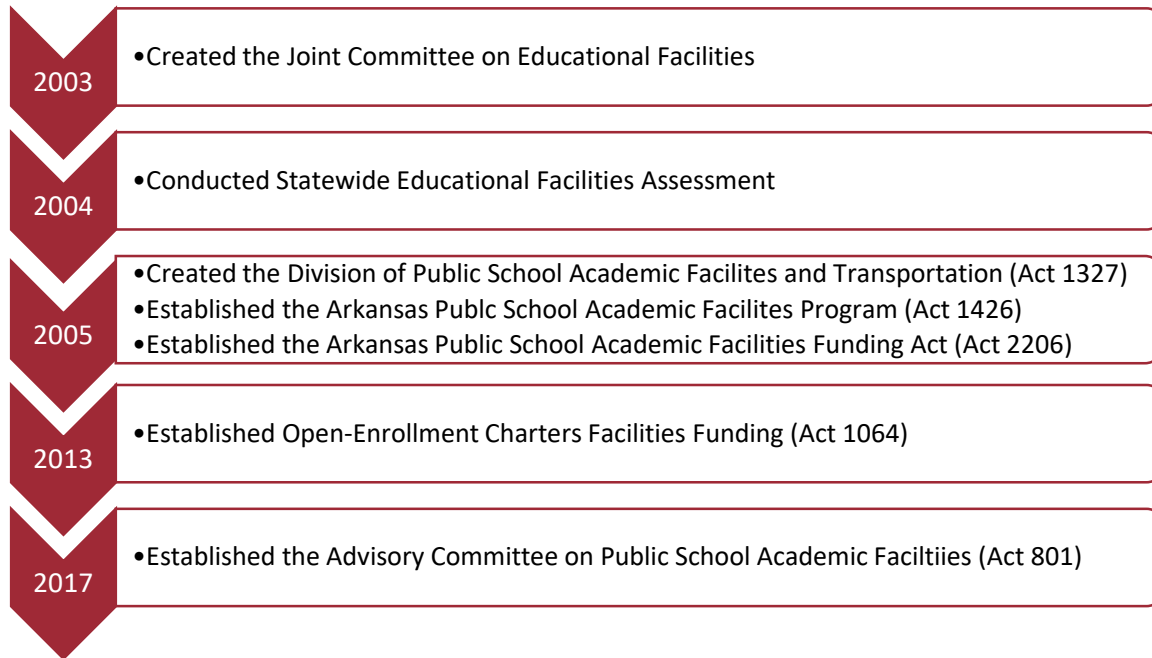 2003
•Created the Joint Committee on Educational Facilities
2004
•Conducted Statewide Educational Facilities Assessment
2005
•Created the Division of Public School Academic Facilites and Transportation (Act 1327)
•Established the Arkansas Publc School Academic Facilites Program (Act 1426)
•Established the Arkansas Public School Academic Facilities Funding Act (Act 2206)
2013
•Established Open-Enrollment Charters Facilities Funding (Act 1064)
2017
•Established the Advisory Committee on Public School Academic Faciltiies (Act 801)